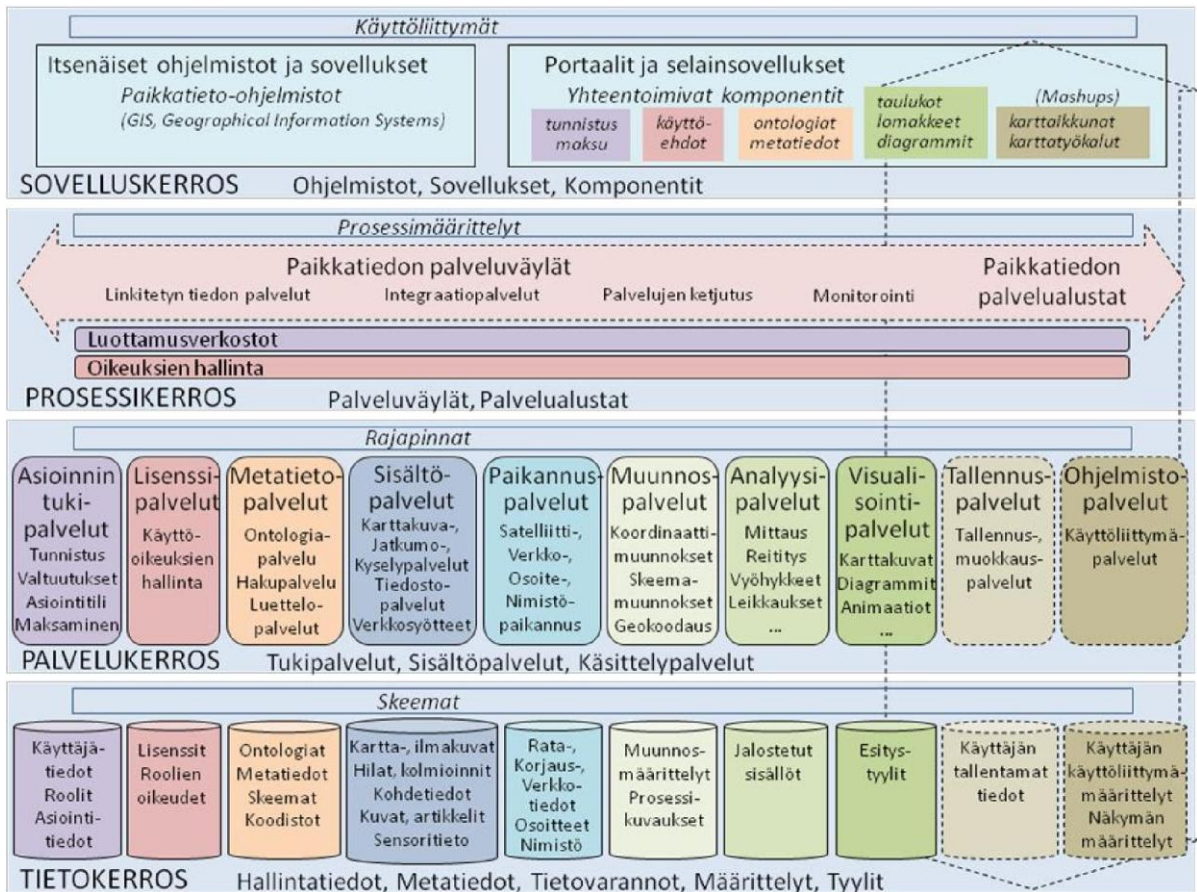 Käyttöliittymät
Itsenäiset ohjelmistot ja sovellukset
Paikkatieto-ohjelmistot
(GIS, Geographical Information Systems)
Portaalit ja selainsovellukset
Yhteentoimivat komponentit
(Mashups)
tunnistus
maksu
käyttö-
ehdot
ontologiat
metatiedot
taulukot
lomakkeet
diagrammit
karttaikkunat
karttatyökalut
SOVELLUSKERROS
Ohjelmistot, Sovellukset, Komponentit
Prosessimäärittelyt
Paikkatiedon palveluväylät
Linkitetyn tiedon palvelut
Integraatiopalvelut
Palvelujen ketjutus
Monitorointi
Paikkatiedon
palvelualustat
Luottamusverkostot
Oikeuksien hallinta
PROSESSIKERROS
Palveluväylät, Palvelualustat
Rajapinnat
Asioinnin
tuki-
palvelut
Tunnistus
Valtuutukset
Asiointitili
Maksaminen
Lisenssi-
palvelut
Käyttö-
oikeuksien
hallinta
Metatieto-
palvelut
Ontologia-
palvelu
Hakupalvelu
Luettelo-
palvelut
Sisältö-
palvelut
Karttakuva-,
Jatkumo-,
Kyselypalvelut
Tiedosto-
palvelut
Verkkosyötteet
Paikannus-
palvelut
Satelliitti-,
Verkko-,
Osoite-,
Nimistö-
paikannus
Muunnos-
palvelut
Koordinaatti-
muunnokset
Skeema-
muunnokset
Geokoodaus
Analyysi-
palvelut
Mittaus
Reititys
Vyöhykkeet
Leikkaukset
...
Visuali-
sointi-
palvelut
Karttakuvat
Diagrammit
Animaatiot
...
Tallennus-
palvelut
Tallennus-,
muokkaus-
palvelut
Ohjelmisto-
palvelut
Käyttöliittymä-
palvelut
PALVELUKERROS
Tukipalvelut, Sisältöpalvelut, Käsittelypalvelut
Skeemat
Käyttäjä-
tiedot
Roolit
Asiointi-
tiedot
Lisenssit
Roolien
oikeudet
Ontologiat
Metatiedot
Skeemat
Koodistot
Kartta-, ilmakuvat
Hilat, kolmioinnit
Kohdetiedot
Kuvat, artikkelit
Sensoritieto
Rata-,
Korjaus-,
Verkko-
tiedot
Osoitteet
Nimistö
Muunnos-
määrittelyt
Prosessi-
kuvaukset
Jalostetut
sisällöt
Esitys-
tyylit
Käyttäjän
tallentamat
tiedot
Käyttäjän
käyttöliittymä-
määrittelyt
Näkymän
määrittelyt
TIETOKERROS
Hallintatiedot, Metatiedot, Tietovarannot, Määrittelyt, Tyylit